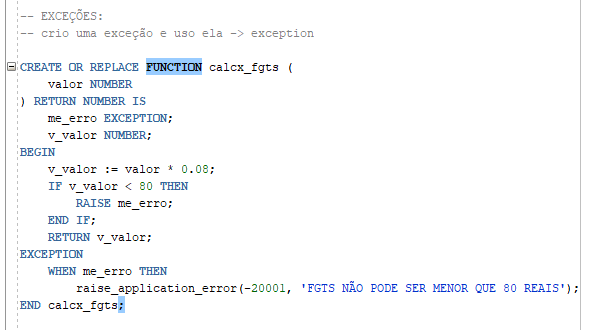 -- EXCEÇÕES:
-- crio uma exceção e uso ela -> exception
CREATE OR REPLACE FUNCTION calcx_fgts (
valor NUMBER
) RETURN NUMBER IS
me_erro EXCEPTION;
v_valor NUMBER;
BEGIN
v_valor := valor * 0.08;
IF v_valor < 80 THEN
RAISE me_erro;
END IF;
RETURN v_valor;
EXCEPTION
WHEN me_erro THEN
raise_application_error(-20001, 'FGTS NÃO PODE SER MENOR QUE 80 REAIS');
END calcx_fgts;